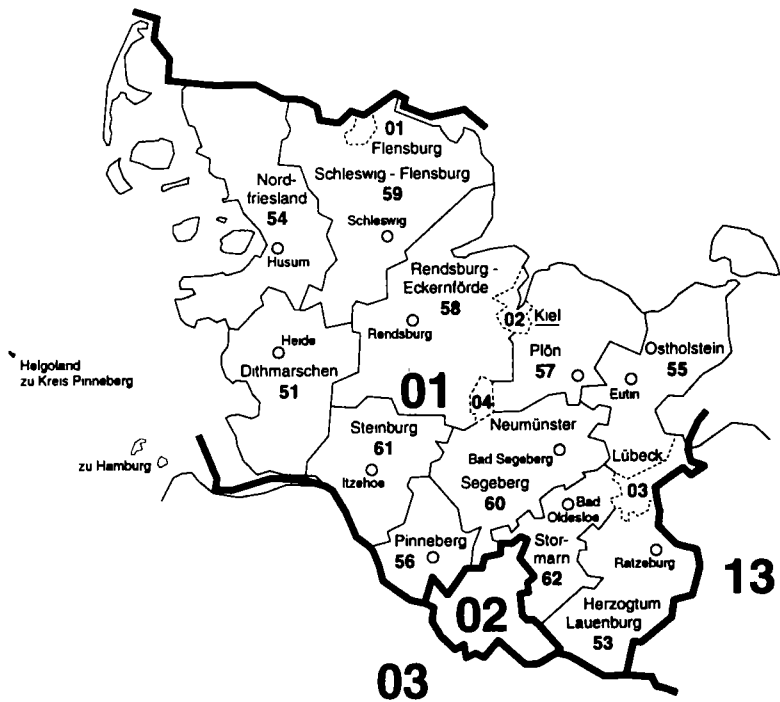 01
Flensburg
Schleswig - Flensburg
59
Nord-
friesland
54
Schleswig
Husum
Rendsburg -
Eckernförde
58
02 Kiel
Rendsburg
Heide
Dithmarschen
51
Plön
57
Ostholstein
55
Eutin
Helgoland
zu Kreis Pinneberg
01
04
Steinburg
61
Neumünster
Bad Segeberg
Lübeck
zu Hamburg
Itzehoe
Segeberg
60
03
Bad
Oldesloe
Pinneberg
56
Stor-
marn
62
Ratzeburg
13
02
Herzogtum
Lauenburg
53
03